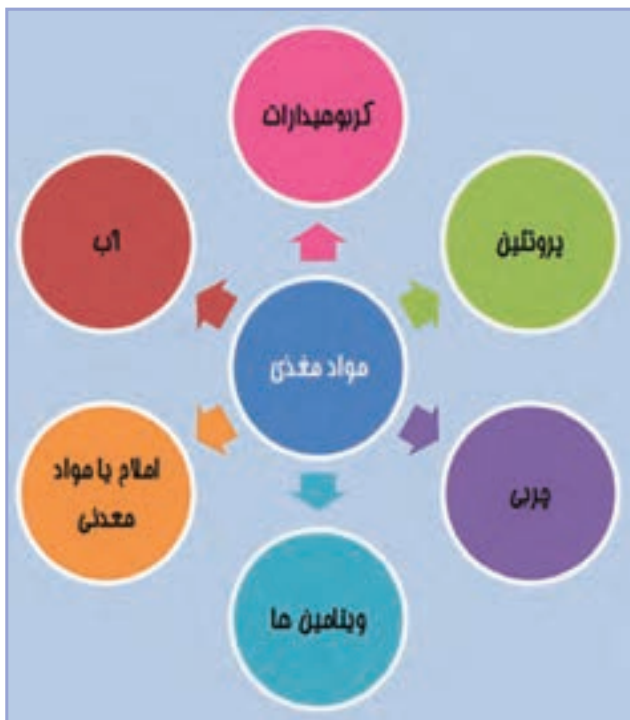 کربوهیدارات
پروتئین
آب
مواد مغذی
املاح یا مواد
معدنی
چربی
ویتامین ها